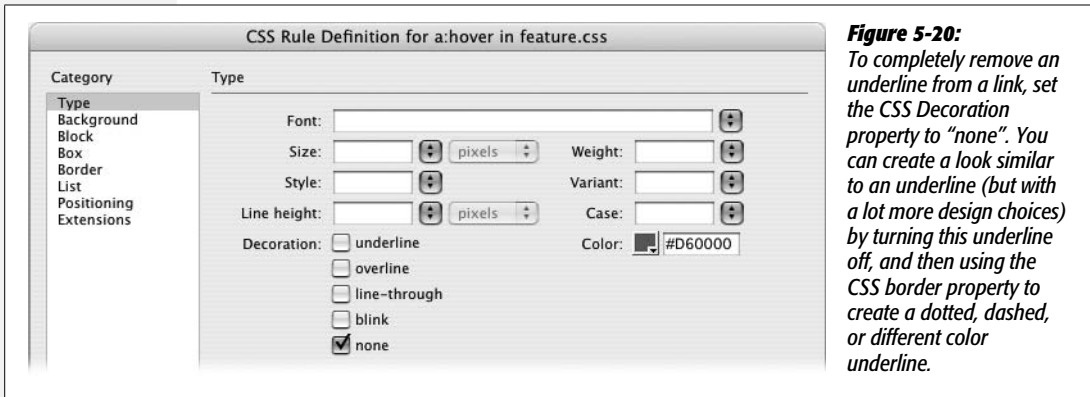 CSS Rule Definition for a:hover in feature.css
Category
Type
Background
Block
Box
Border
List
Positioning
Extensions
Type
Font:
Size:
pixels
Weight:
Style:
Variant:
Line height:
pixels
Case:
Decoration:
underline
Color:
#D60000
overline
line-through
blink
none
Figure 5-20:
To completely remove an
underline from a link, set
the CSS Decoration
property to “none”. You
can create a look similar
to an underline (but with
a lot more design choices)
by turning this underline
off, and then using the
CSS border property to
create a dotted, dashed,
or different color
underline.